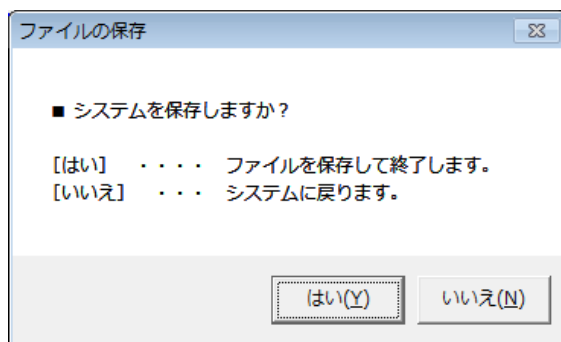 ファイルの保存
■ システムを保存しますか？
[はい] ・・・・ ファイルを保存して終了します。
[いいえ] ・・・ システムに戻ります。
はい(Y) いいえ(N)